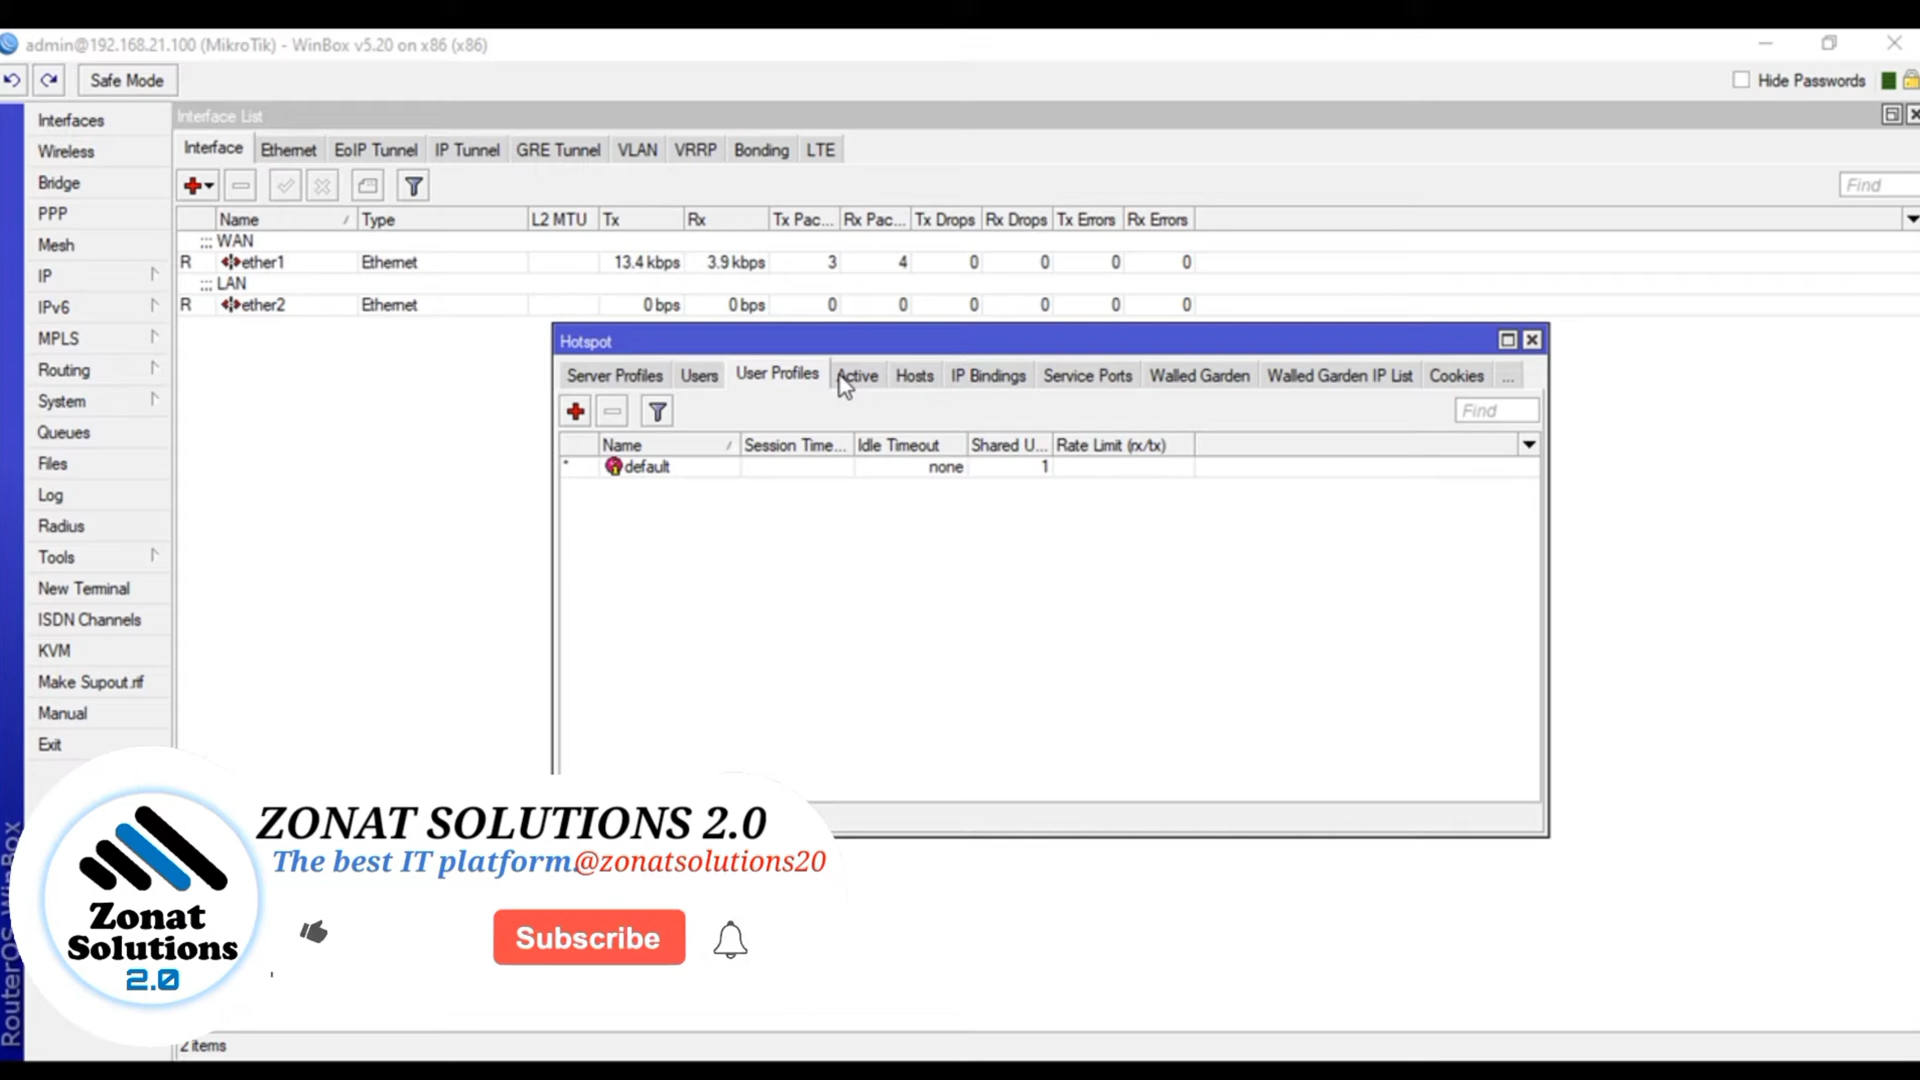 admin@192.168.21.100 (MikroTik) - WinBox v5.20 on x86 (x86)
Safe Mode
Hide Passwords
Interfaces
Wireless
Bridge
PPP
Mesh
IP
IPv6
MPLS
Routing
System
Queues
Files
Log
Radius
Tools
New Terminal
ISDN Channels
KVM
Make Supout.rif
Manual
Exit
RouterOS WinBox
Interface List
Interface Ethernet EoIP Tunnel IP Tunnel GRE Tunnel VLAN VRRP Bonding LTE
Find
Name Type L2 MTU Tx Rx Tx Pac... Rx Pac... Tx Drops Rx Drops Tx Errors Rx Errors
::: WAN
R ether1 Ethernet 13.4 kbps 3.9 kbps 3 4 0 0 0 0
::: LAN
R ether2 Ethernet 0 bps 0 bps 0 0 0 0 0 0
Hotspot
Server Profiles Users User Profiles Active Hosts IP Bindings Service Ports Walled Garden Walled Garden IP List Cookies ...
Find
Name Session Time... Idle Timeout Shared U... Rate Limit (rx/tx)
* default none 1
ZONAT SOLUTIONS 2.0
The best IT platform.@zonatsolutions20
Zonat
Solutions
2.0
Subscribe
2 items